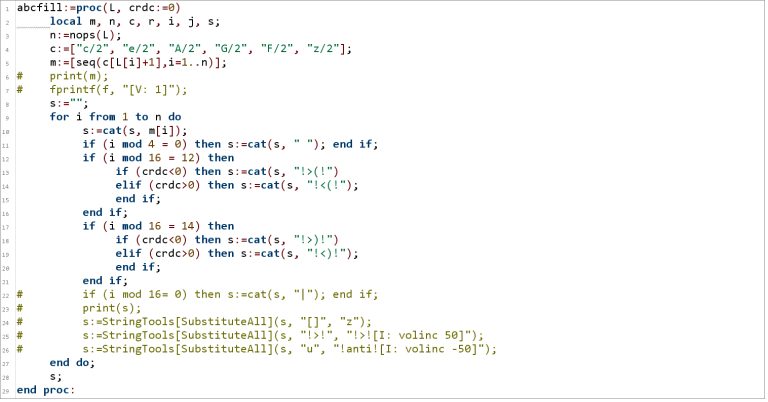 1 abcfill:=proc(L, crdc:=0)
2 local m, n, c, r, i, j, s;
3 n:=nops(L);
4 c:=["c/2", "e/2", "A/2", "G/2", "F/2", "z/2"];
5 m:=[seq(c[L[i]+1],i=1..n)];
6 # print(m);
7 # fprintf(f, "[V: 1]");
8 s:="";
9 for i from 1 to n do
10 s:=cat(s, m[i]);
11 if (i mod 4 = 0) then s:=cat(s, " "); end if;
12 if (i mod 16 = 12) then
13 if (crdc<0) then s:=cat(s, "!>(!")
14 elif (crdc>0) then s:=cat(s, "!<(!");
15 end if;
16 end if;
17 if (i mod 16 = 14) then
18 if (crdc<0) then s:=cat(s, "!>)!")
19 elif (crdc>0) then s:=cat(s, "!<)!");
20 end if;
21 end if;
22 # if (i mod 16= 0) then s:=cat(s, "|"); end if;
23 # print(s);
24 # s:=StringTools[SubstituteAll](s, "[]", "z");
25 # s:=StringTools[SubstituteAll](s, "!>!", "!>![I: volinc 50]");
26 # s:=StringTools[SubstituteAll](s, "u", "!anti![I: volinc -50]");
27 end do;
28 s;
29 end proc: